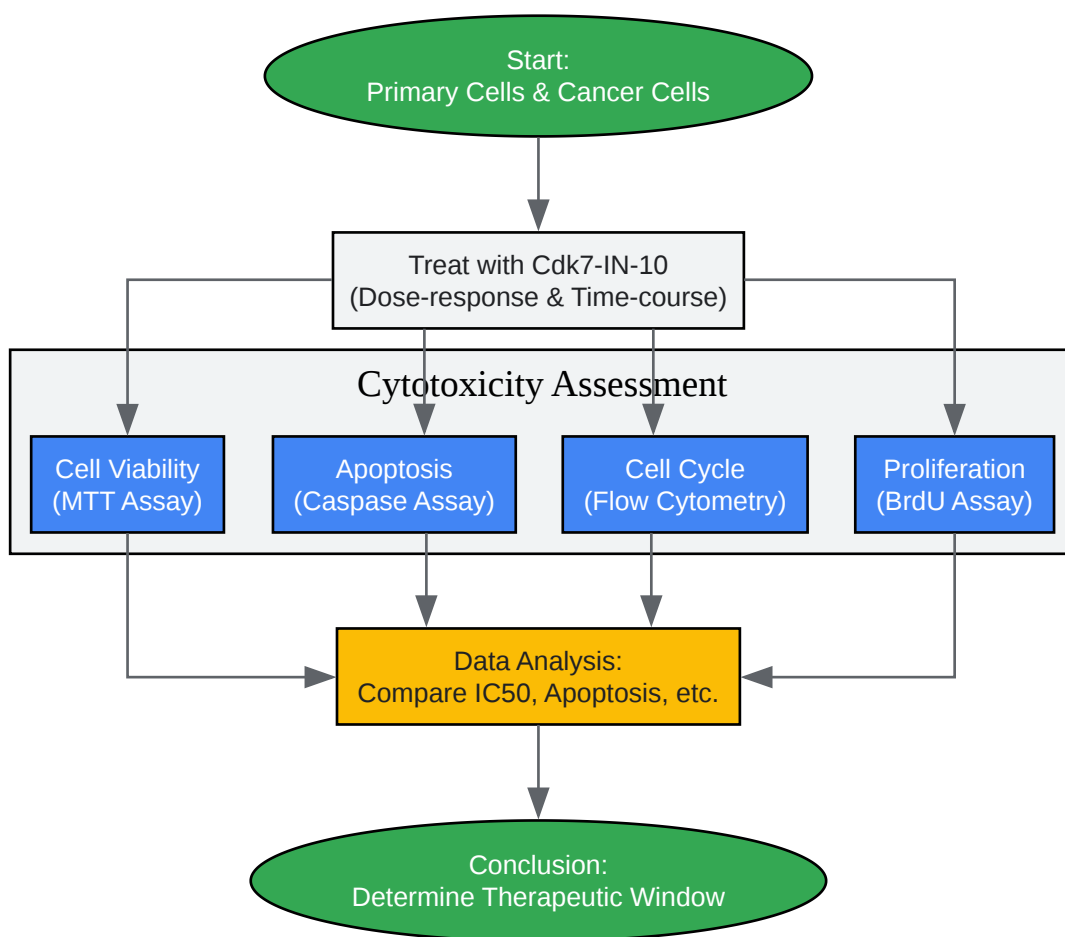 Start:
Primary Cells & Cancer Cells
Treat with Cdk7-IN-10
(Dose-response & Time-course)
Cytotoxicity Assessment
Cell Viability
(MTT Assay)
Apoptosis
(Caspase Assay)
Cell Cycle
(Flow Cytometry)
Proliferation
(BrdU Assay)
Data Analysis:
Compare IC50, Apoptosis, etc.
Conclusion:
Determine Therapeutic Window